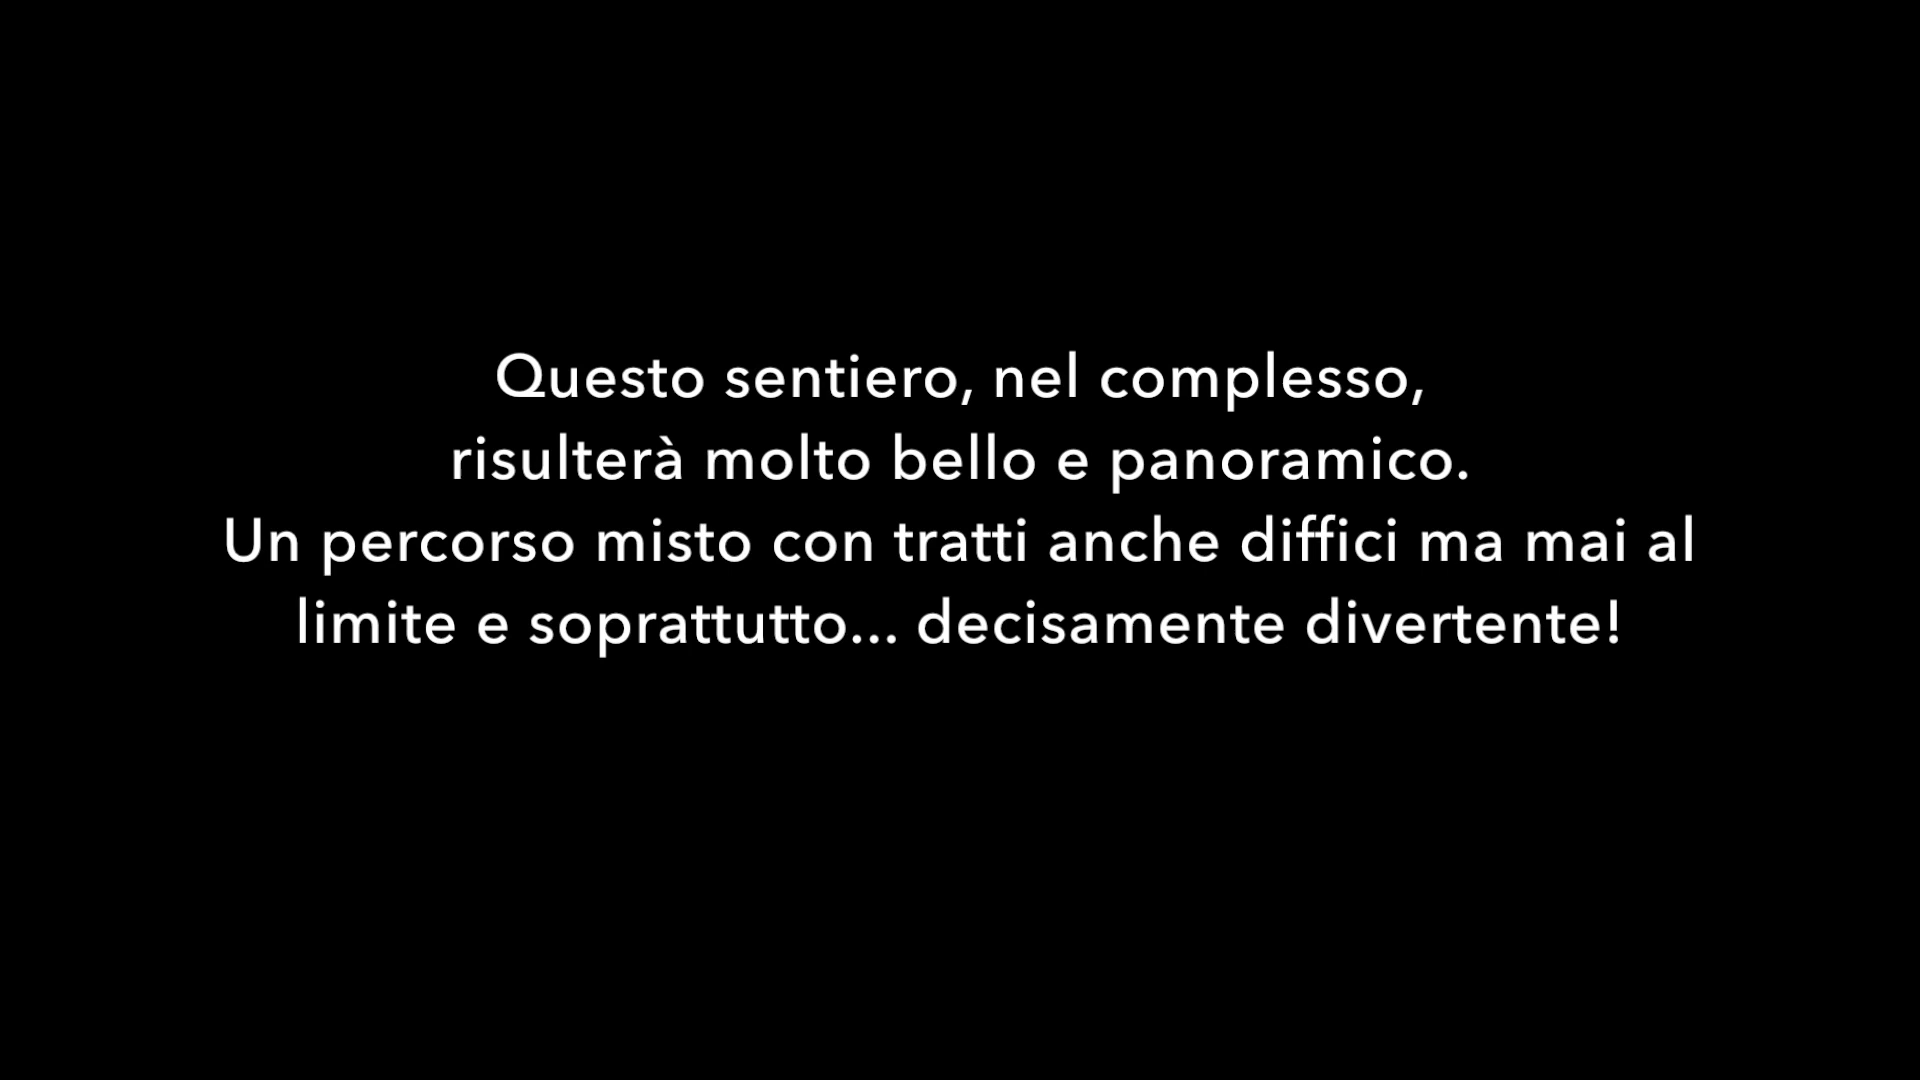 Questo sentiero, nel complesso,
risulterà molto bello e panoramico.
Un percorso misto con tratti anche diffici ma mai al
limite e soprattutto... decisamente divertente!